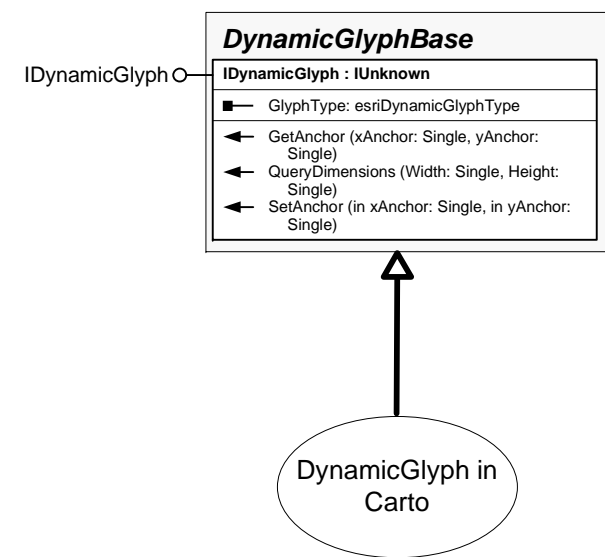 DynamicGlyphBase
IDynamicGlyph
IDynamicGlyph : IUnknown
GlyphType: esriDynamicGlyphType
GetAnchor (xAnchor: Single, yAnchor:
Single)
QueryDimensions (Width: Single, Height:
Single)
SetAnchor (in xAnchor: Single, in yAnchor:
Single)
DynamicGlyph in
Carto